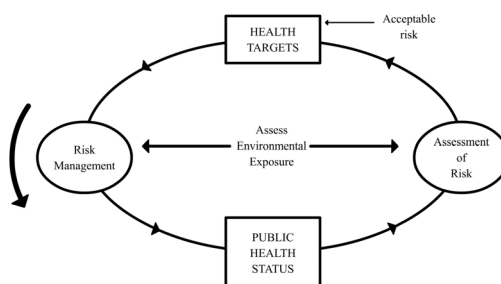 HEALTH
TARGETS
Acceptable
risk
Risk
Management
Assess
Environmental
Exposure
Assessment
of
Risk
PUBLIC
HEALTH
STATUS